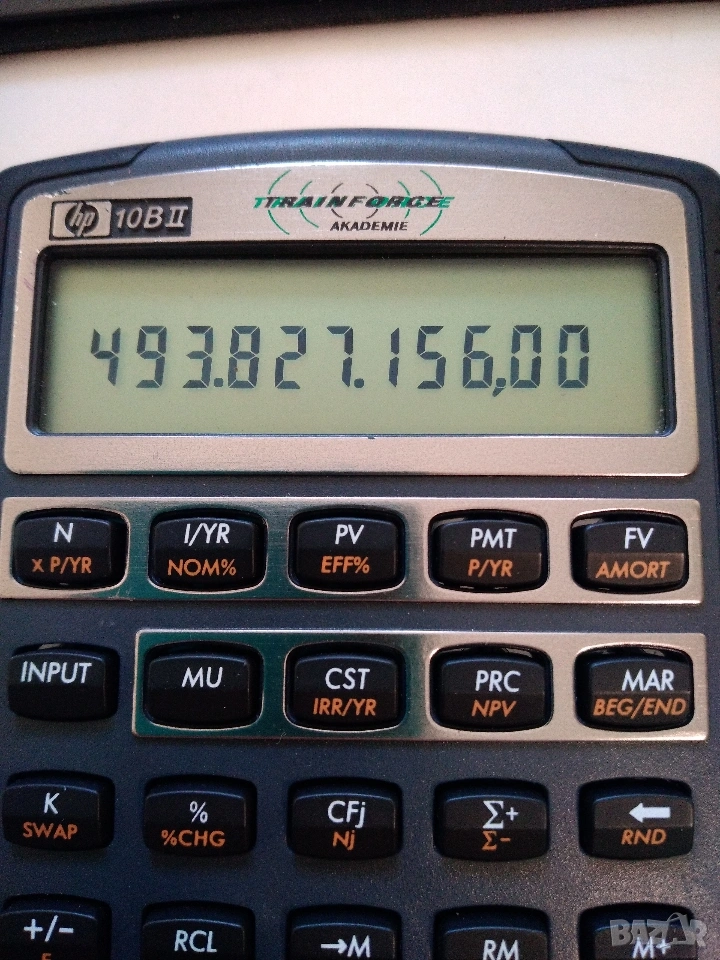 hp 10BII
TRAINFORCE
AKADEMIE
493.827.156,00
N I/YR PV PMT FV
x P/YR NOM% EFF% P/YR AMORT
INPUT MU CST PRC MAR
IRR/YR NPV BEG/END
K % CFj Σ+ ←
SWAP %CHG Nj Σ− RND
+/− RCL →M RM M+
E
BAZAR